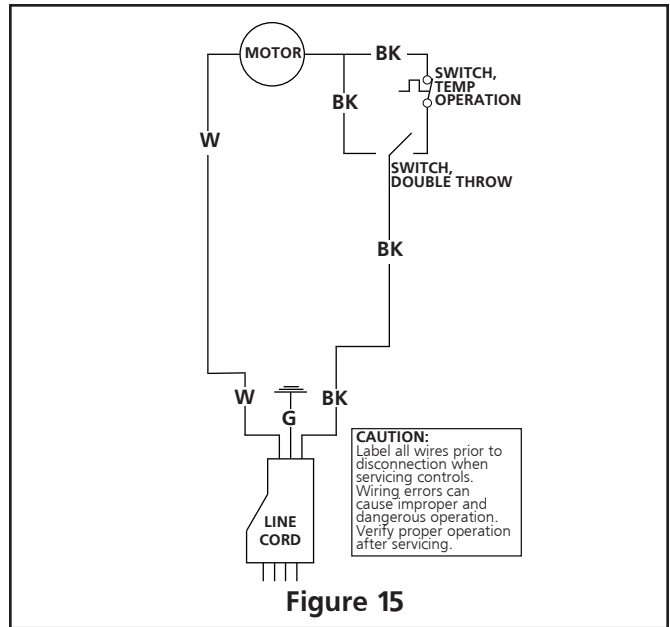 MOTOR
BK
SWITCH,
TEMP
OPERATION
BK
W
SWITCH,
DOUBLE THROW
BK
W
BK
G
CAUTION:
Label all wires prior to
disconnection when
servicing controls.
Wiring errors can
cause improper and
dangerous operation.
Verify proper operation
after servicing.
LINE
CORD
Figure 15